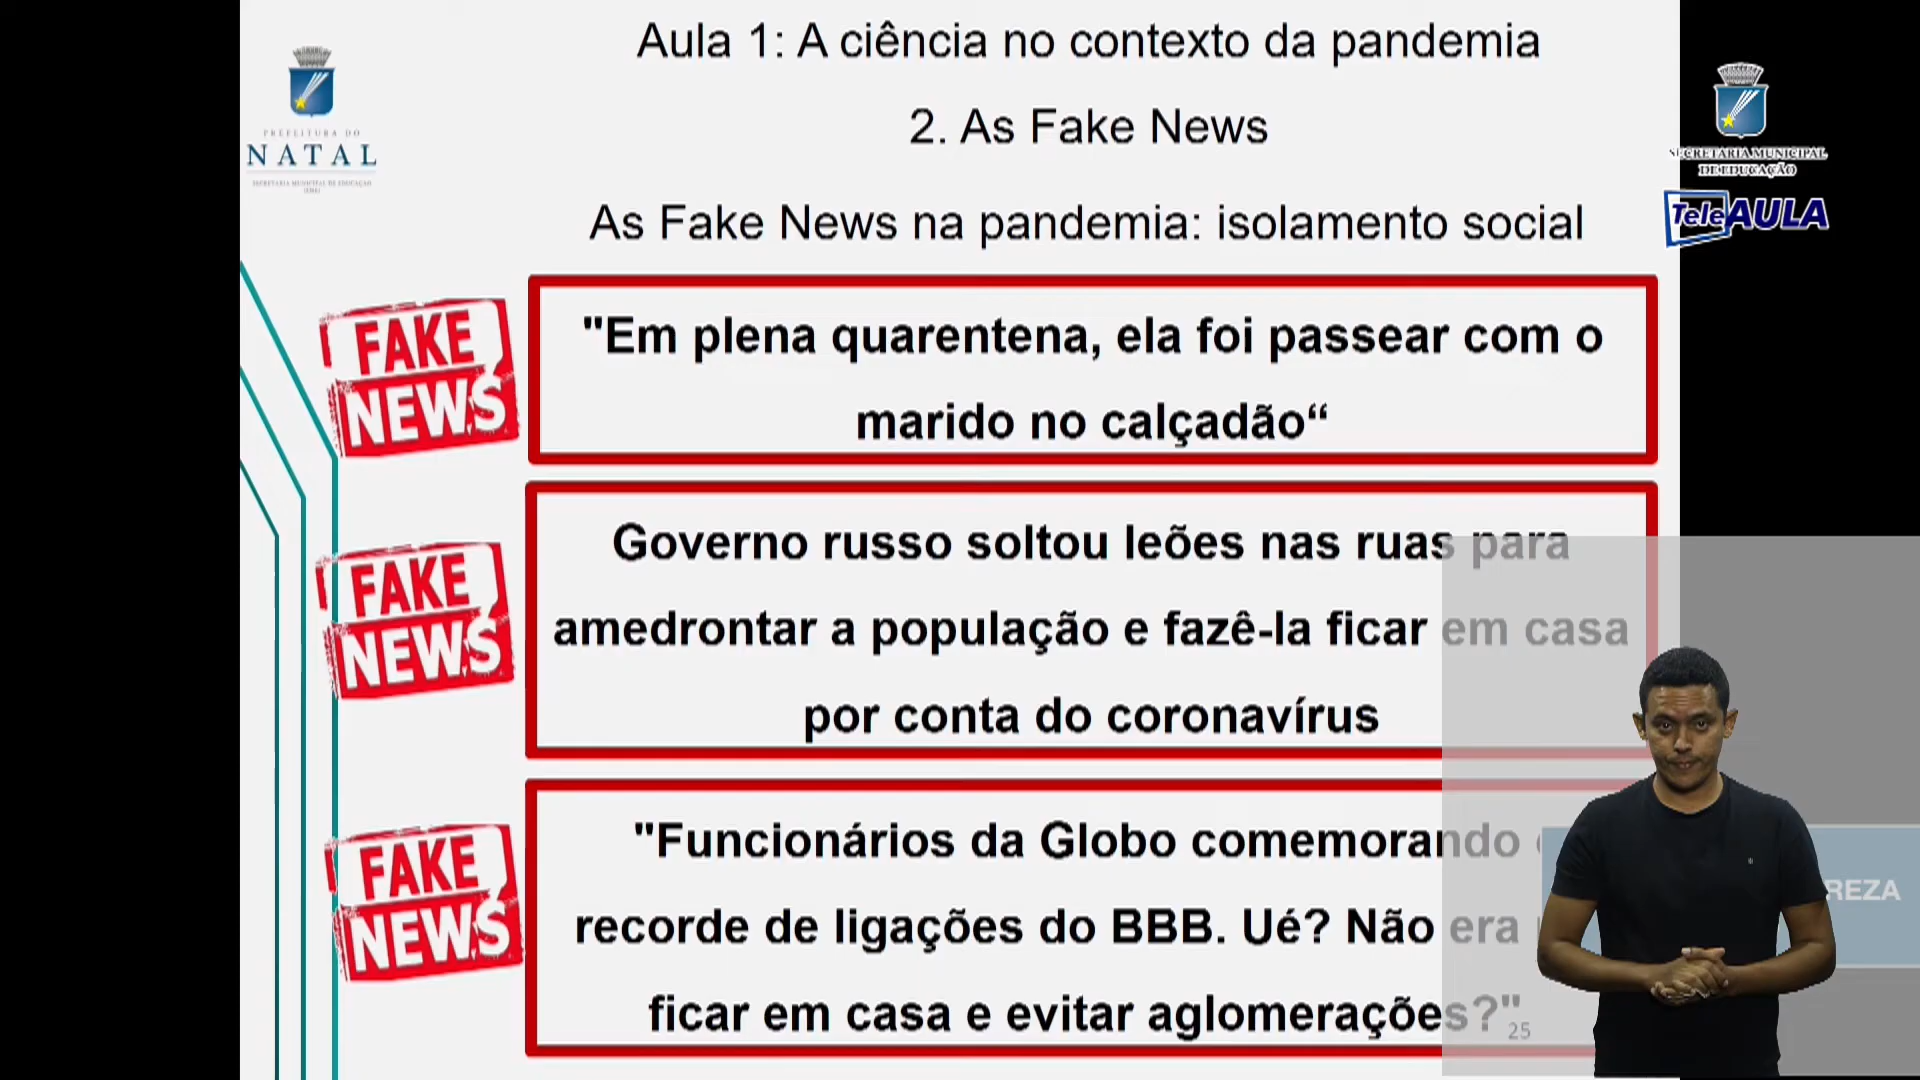 Aula 1: A ciência no contexto da pandemia
2. As Fake News
As Fake News na pandemia: isolamento social
PREFEITURA DO
NATAL
SECRETARIA MUNICIPAL DE EDUCAÇÃO
SECRETARIA MUNICIPAL
DE EDUCAÇÃO
TeleAULA
FAKE
NEWS
"Em plena quarentena, ela foi passear com o
marido no calçadão“
FAKE
NEWS
Governo russo soltou leões nas ruas para
amedrontar a população e fazê-la ficar em casa
por conta do coronavírus
FAKE
NEWS
"Funcionários da Globo comemorando
recorde de ligações do BBB. Ué? Não era
ficar em casa e evitar aglomerações?"
25
REZA